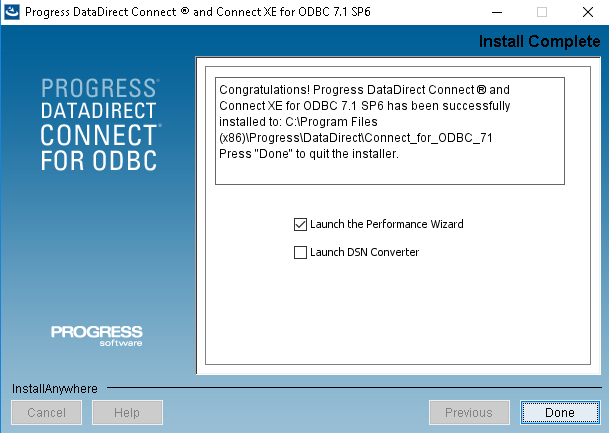 Progress DataDirect Connect ® and Connect XE for ODBC 7.1 SP6
Install Complete
PROGRESS®
DATADIRECT
CONNECT®
FOR ODBC
Congratulations! Progress DataDirect Connect ® and
Connect XE for ODBC 7.1 SP6 has been successfully
installed to: C:\Program Files
(x86)\Progress\DataDirect\Connect_for_ODBC_71
Press "Done" to quit the installer.
Launch the Performance Wizard
Launch DSN Converter
PROGRESS
software
InstallAnywhere
Cancel
Help
Previous
Done